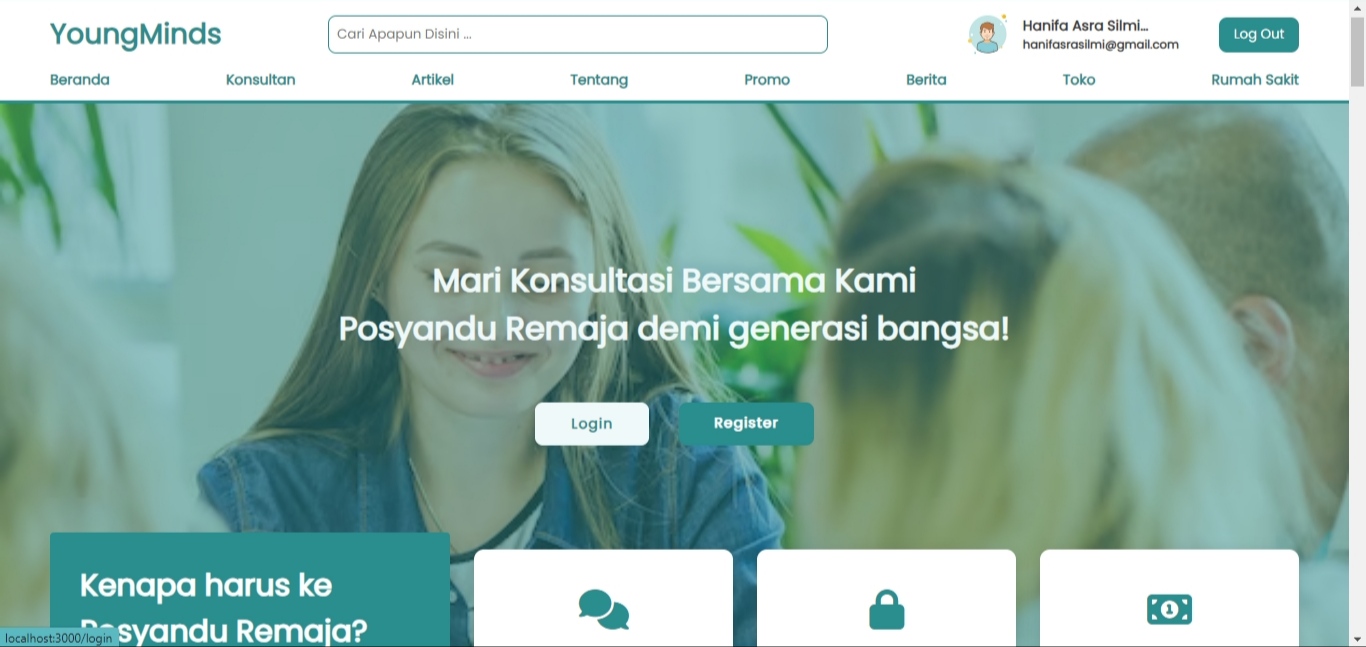 YoungMinds
Cari Apapun Disini ...
Hanifa Asra Silmi...
hanifasrasilmi@gmail.com
Log Out
Beranda Konsultan Artikel Tentang Promo Berita Toko Rumah Sakit
Mari Konsultasi Bersama Kami
Posyandu Remaja demi generasi bangsa!
Login Register
Kenapa harus ke
Posyandu Remaja?
1
localhost:3000/login